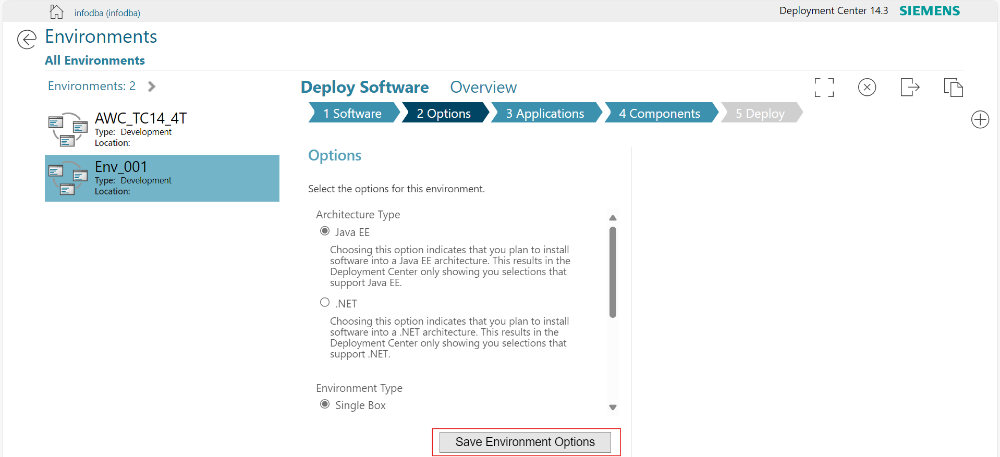 infodba (infodba)
Deployment Center 14.3 SIEMENS
Environments
All Environments
Environments: 2
AWC_TC14_4T
Type: Development
Location:
Env_001
Type: Development
Location:
Deploy Software Overview
1 Software 2 Options 3 Applications 4 Components 5 Deploy
Options
Select the options for this environment.
Architecture Type
Java EE
Choosing this option indicates that you plan to install
software into a Java EE architecture. This results in the
Deployment Center only showing you selections that
support Java EE.
.NET
Choosing this option indicates that you plan to install
software into a .NET architecture. This results in the
Deployment Center only showing you selections that
support .NET.
Environment Type
Single Box
Save Environment Options